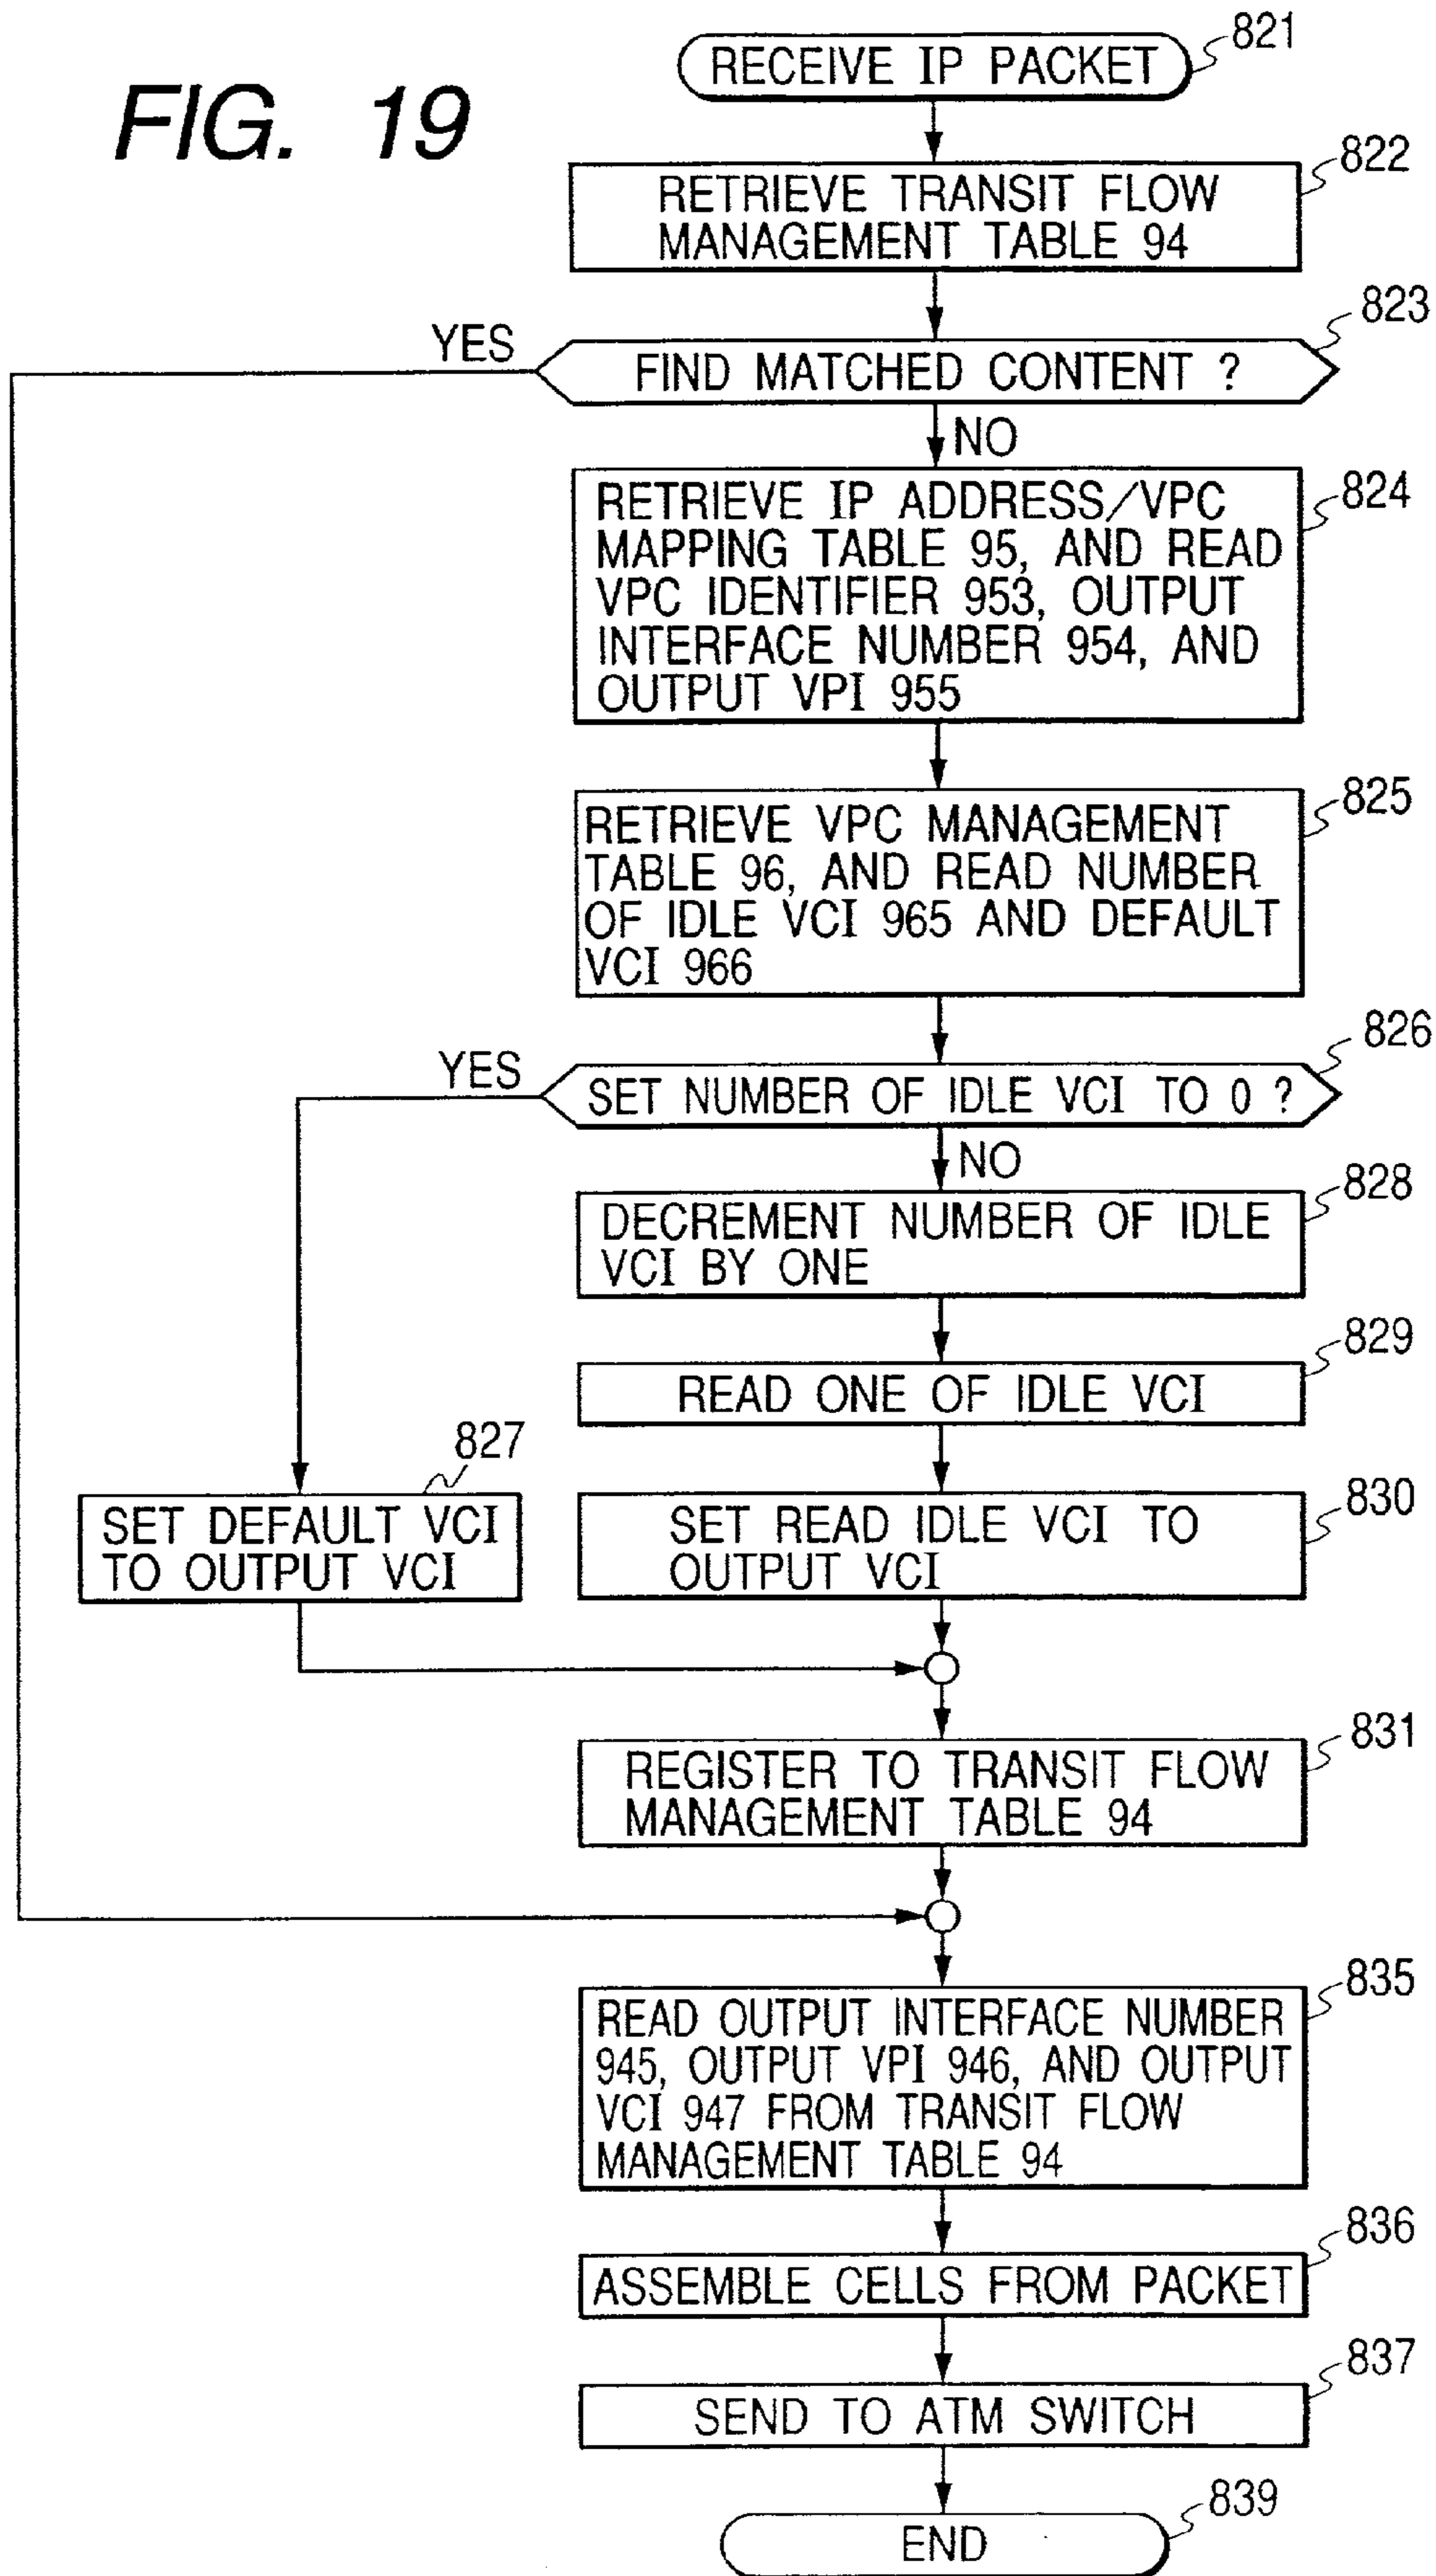 FIG. 19
RECEIVE IP PACKET
821
RETRIEVE TRANSIT FLOW
MANAGEMENT TABLE 94
822
YES
FIND MATCHED CONTENT ?
823
NO
RETRIEVE IP ADDRESS/VPC
MAPPING TABLE 95, AND READ
VPC IDENTIFIER 953, OUTPUT
INTERFACE NUMBER 954, AND
OUTPUT VPI 955
824
RETRIEVE VPC MANAGEMENT
TABLE 96, AND READ NUMBER
OF IDLE VCI 965 AND DEFAULT
VCI 966
825
YES
SET NUMBER OF IDLE VCI TO 0 ?
826
NO
DECREMENT NUMBER OF IDLE
VCI BY ONE
828
READ ONE OF IDLE VCI
829
827
SET DEFAULT VCI
TO OUTPUT VCI
SET READ IDLE VCI TO
OUTPUT VCI
830
REGISTER TO TRANSIT FLOW
MANAGEMENT TABLE 94
831
READ OUTPUT INTERFACE NUMBER
945, OUTPUT VPI 946, AND OUTPUT
VCI 947 FROM TRANSIT FLOW
MANAGEMENT TABLE 94
835
ASSEMBLE CELLS FROM PACKET
836
SEND TO ATM SWITCH
837
END
839